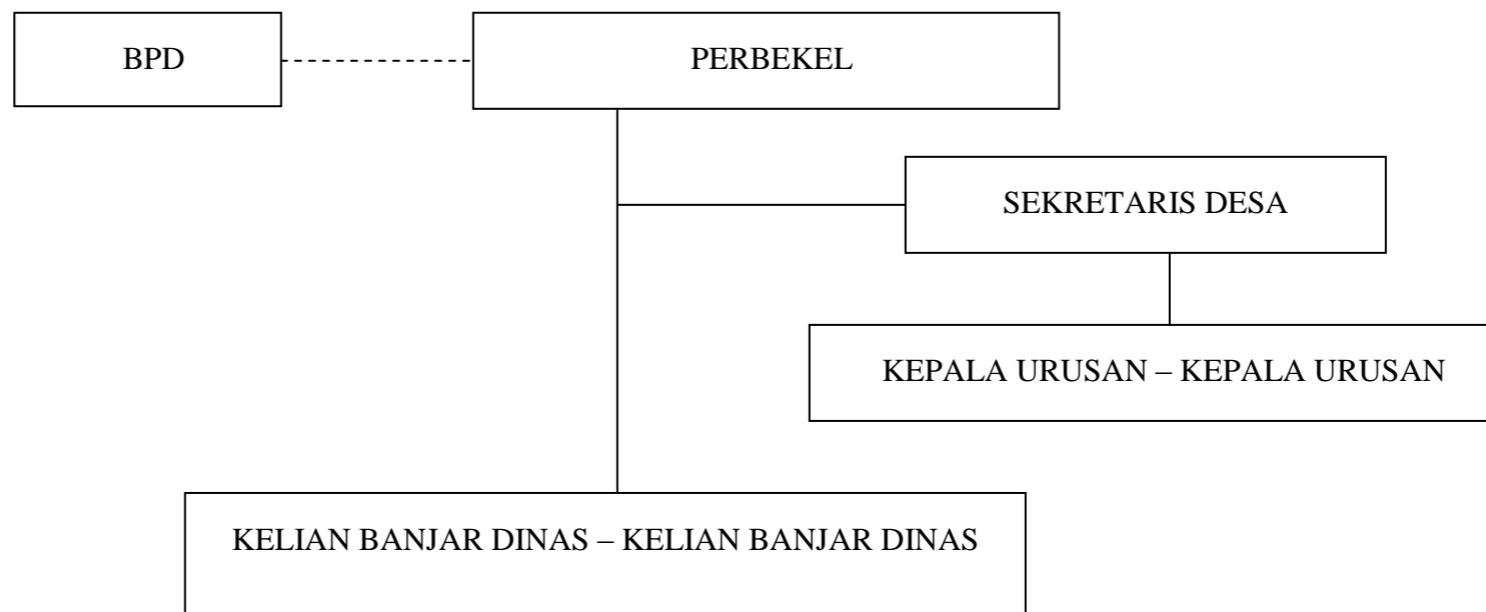 BPD
PERBEKEL
SEKRETARIS DESA
KEPALA URUSAN – KEPALA URUSAN
KELIAN BANJAR DINAS – KELIAN BANJAR DINAS